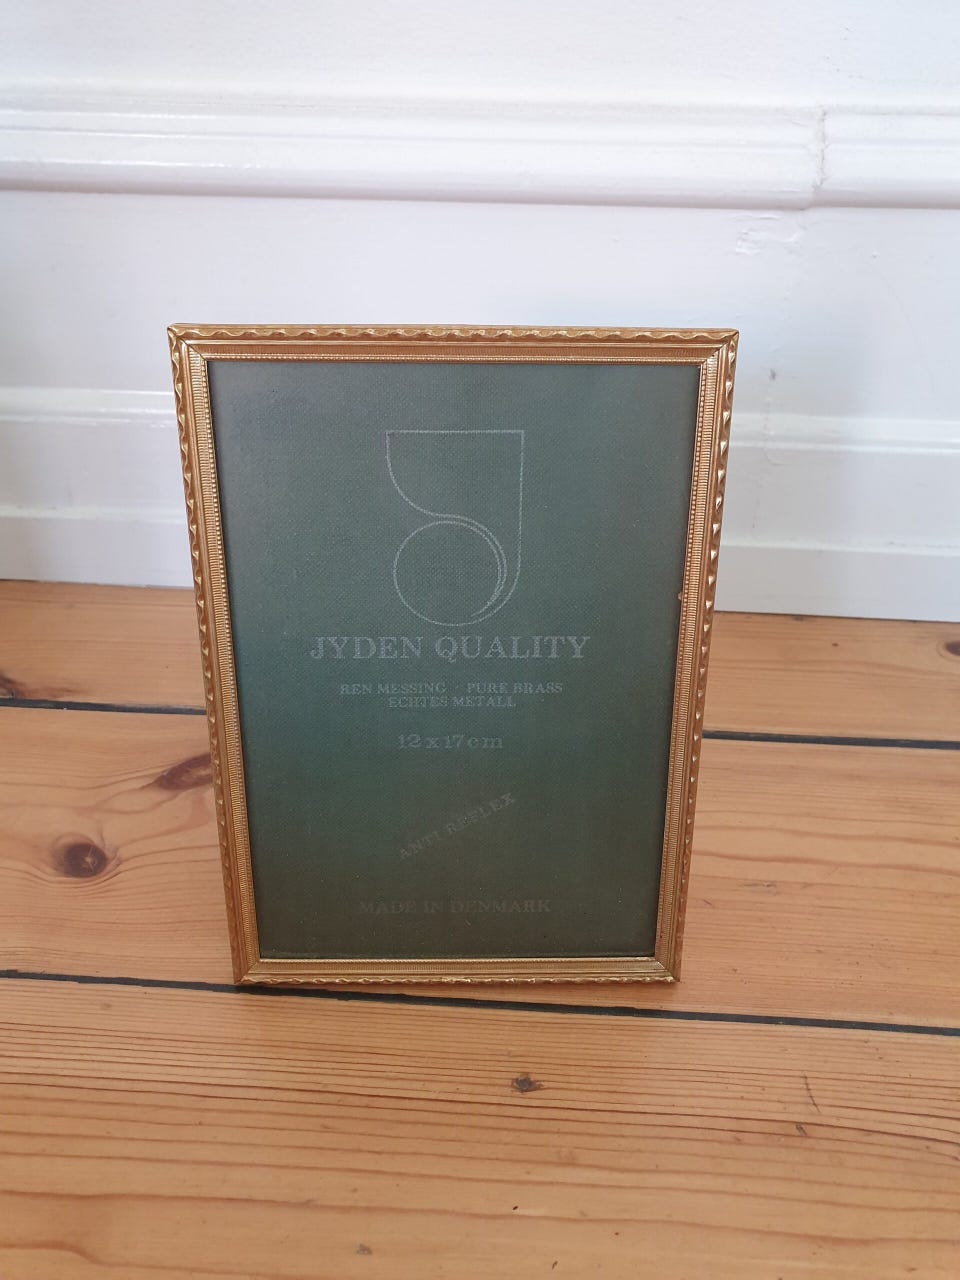 JYDEN QUALITY
REN MESSING - PURE BRASS
ECHTES METALL
12 x 17 cm
ANTI REFLEX
MADE IN DENMARK